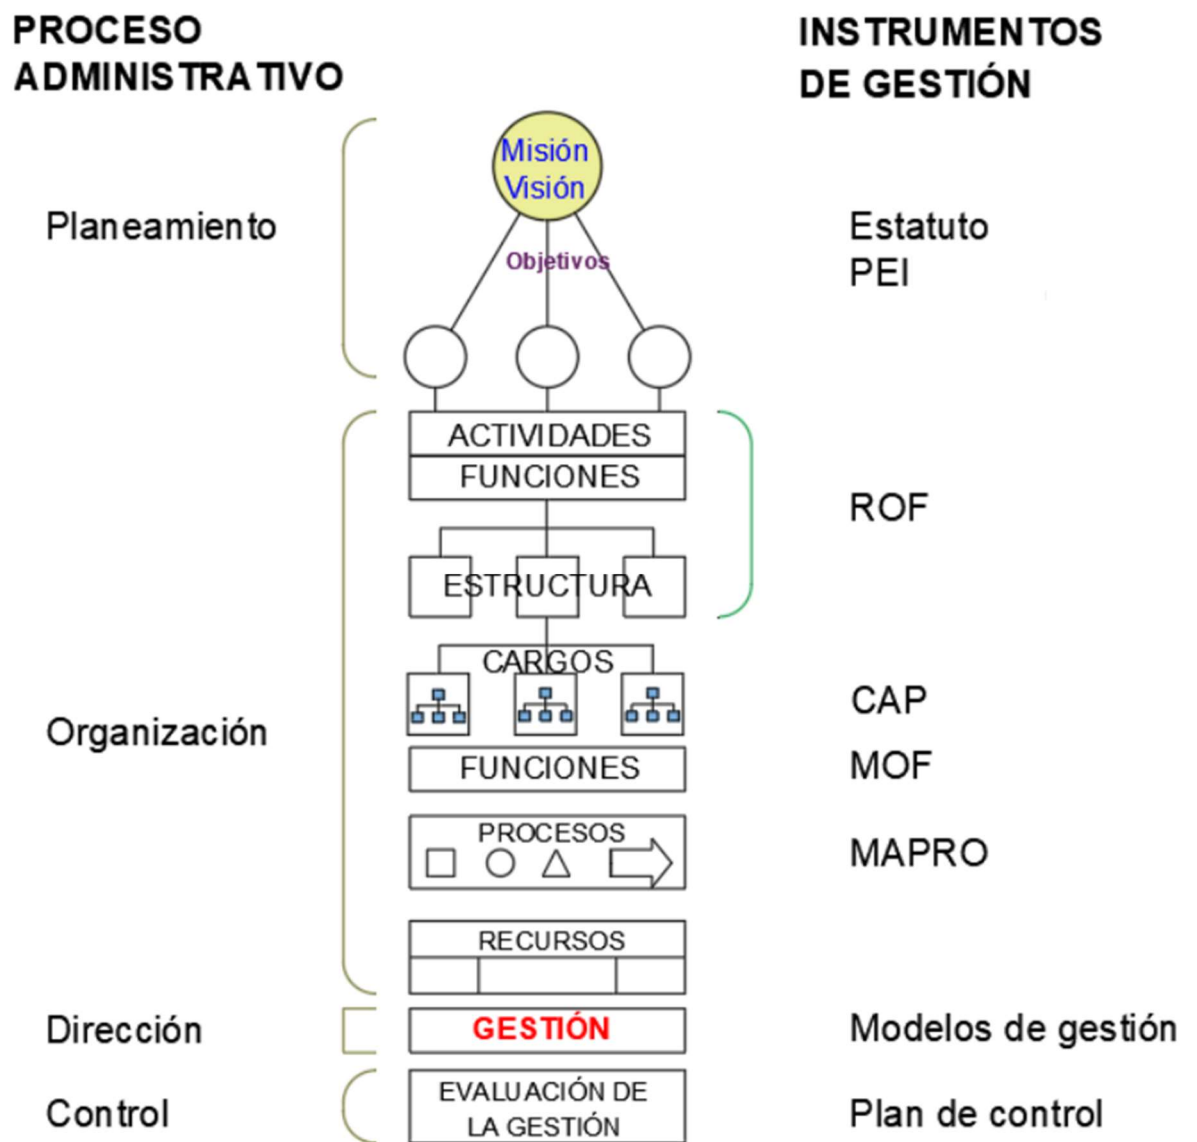 PROCESO
ADMINISTRATIVO
INSTRUMENTOS
DE GESTIÓN
Misión
Visión
Planeamiento
Estatuto
Objetivos
PEI
ACTIVIDADES
FUNCIONES
ROF
ESTRUCTURA
CARGOS
CAP
Organización
FUNCIONES
MOF
PROCESOS
MAPRO
RECURSOS
Dirección
GESTIÓN
Modelos de gestión
Control
EVALUACIÓN DE
LA GESTIÓN
Plan de control